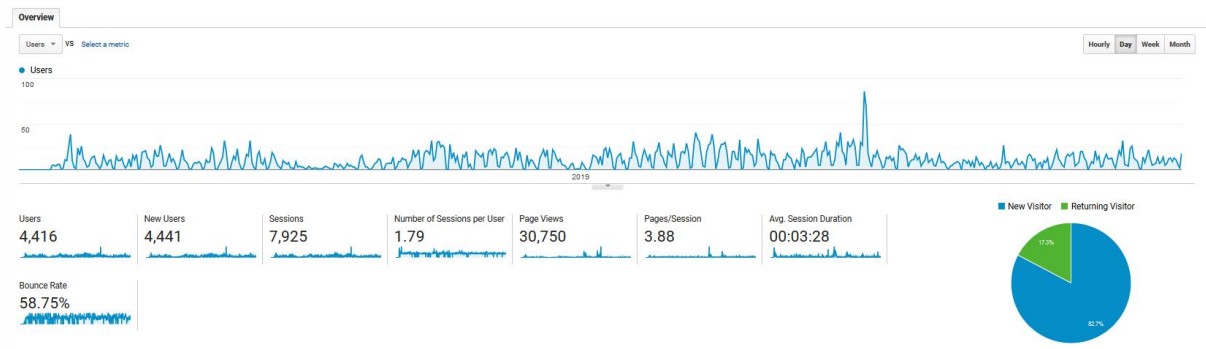 Overview
Users VS Select a metric
Hourly Day Week Month
Users
100
50
2019
New Visitor Returning Visitor
Users New Users Sessions Number of Sessions per User Page Views Pages/Session Avg. Session Duration
4,416 4,441 7,925 1.79 30,750 3.88 00:03:28
17.3%
Bounce Rate
58.75%
82.7%